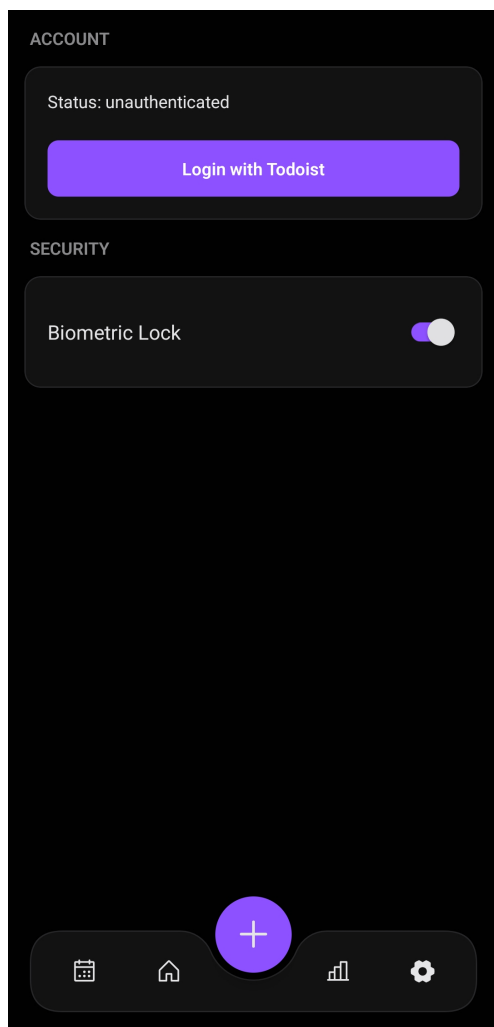 ACCOUNT
Status: unauthenticated
Login with Todoist
SECURITY
Biometric Lock